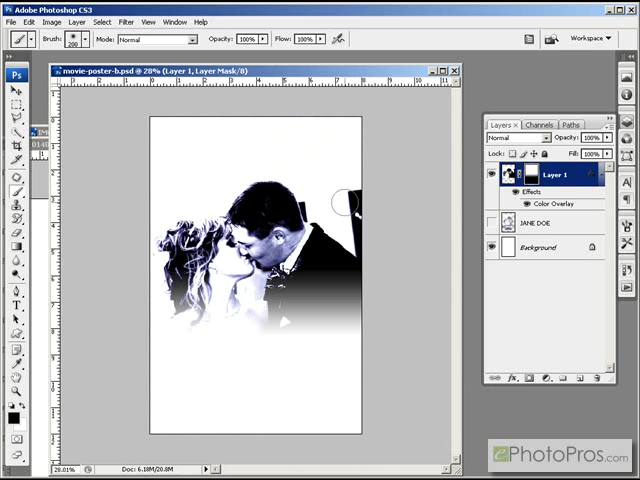 Adobe Photoshop CS3
File Edit Image Layer Select Filter View Window Help
Brush: 200 Mode: Normal Opacity: 100% Flow: 100% Workspace
Ps
movie-poster-b.psd @ 28% (Layer 1, Layer Mask/8)
Layers × Channels Paths
Normal Opacity: 100%
Lock: Fill: 100%
Layer 1
Effects
Color Overlay
JANE DOE
Background
28.01% Doc: 6.18M/20.8M
ePhotoPros.com